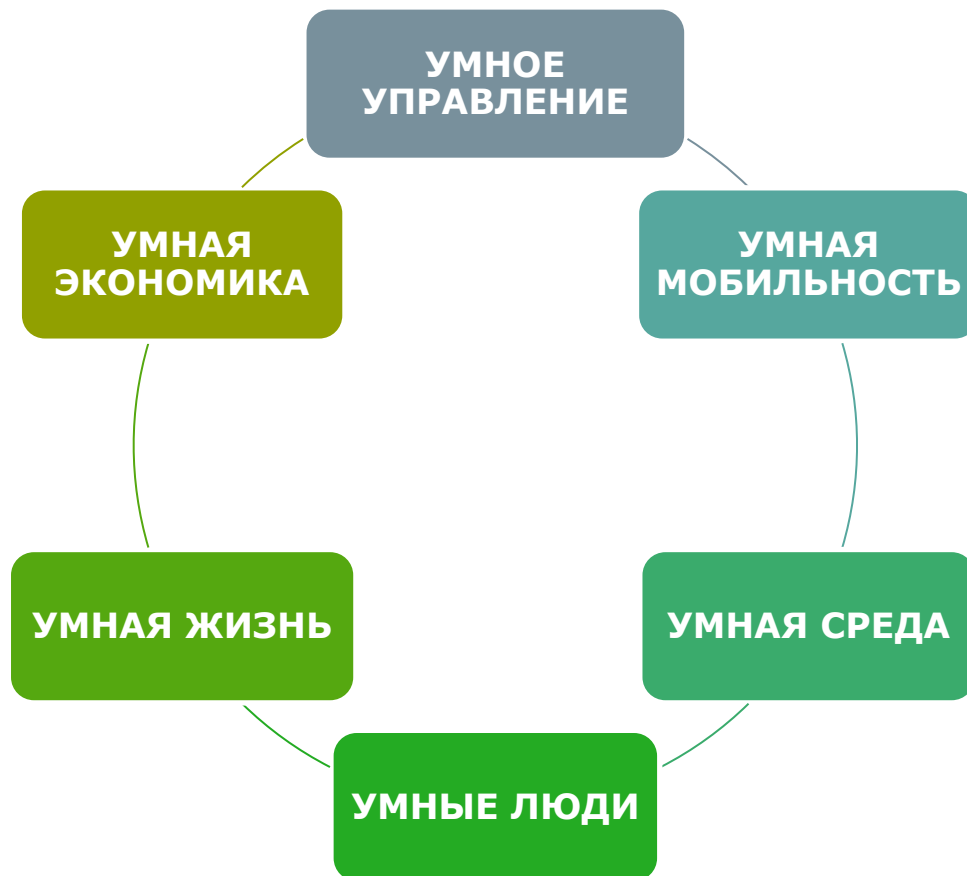 УМНОЕ
УПРАВЛЕНИЕ
УМНАЯ
ЭКОНОМИКА
УМНАЯ
МОБИЛЬНОСТЬ
УМНАЯ ЖИЗНЬ
УМНАЯ СРЕДА
УМНЫЕ ЛЮДИ